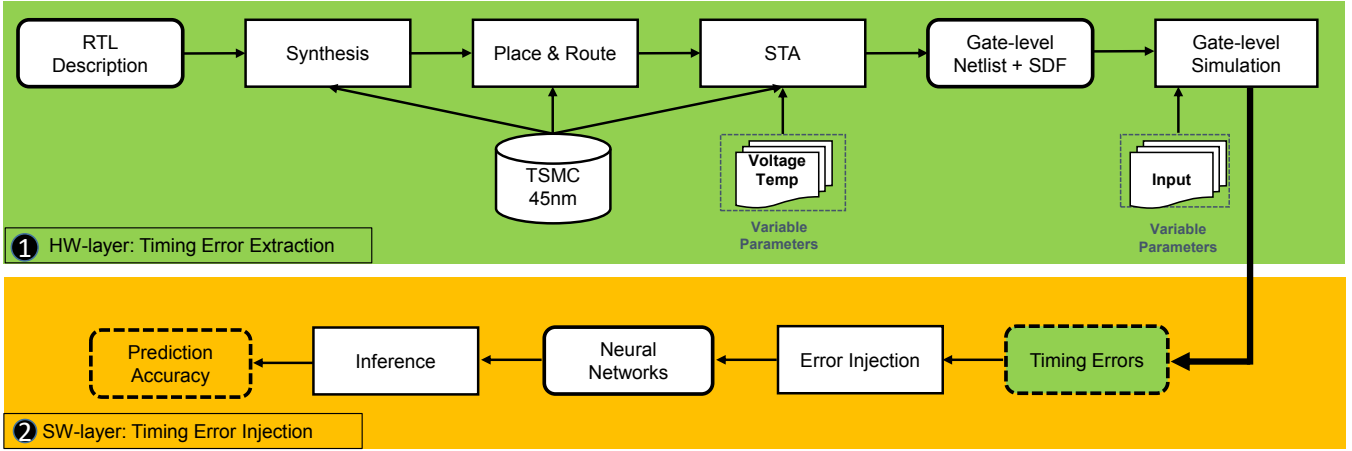 RTL
Description
Synthesis
Place & Route
STA
Gate-level
Netlist + SDF
Gate-level
Simulation
TSMC
45nm
Voltage
Temp
Variable
Parameters
Input
Variable
Parameters
1 HW-layer: Timing Error Extraction
Prediction
Accuracy
Inference
Neural
Networks
Error Injection
Timing Errors
2 SW-layer: Timing Error Injection